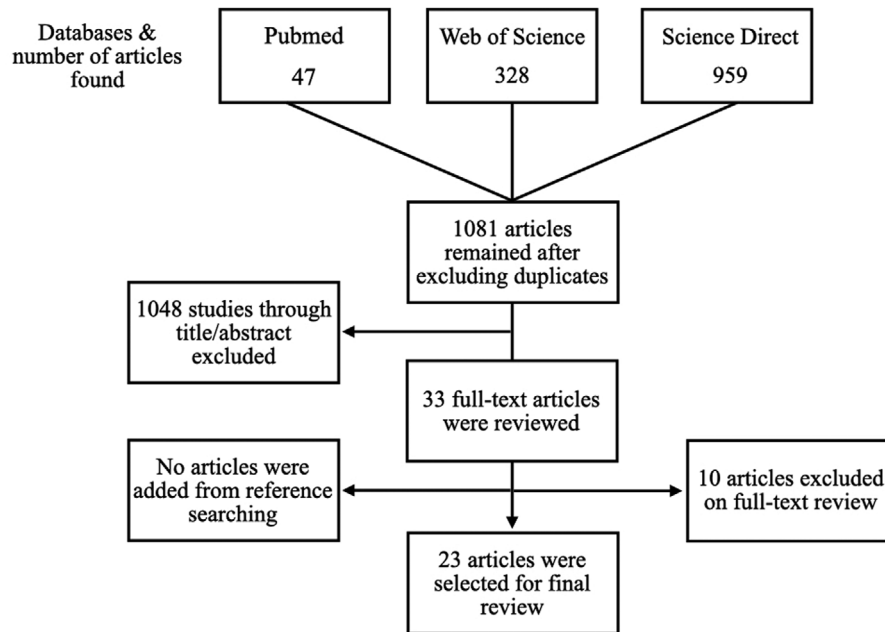 Databases &
number of articles
found
Pubmed
47
Web of Science
328
Science Direct
959
1081 articles
remained after
excluding duplicates
1048 studies through
title/abstract
excluded
33 full-text articles
were reviewed
No articles were
added from reference
searching
10 articles excluded
on full-text review
23 articles were
selected for final
review